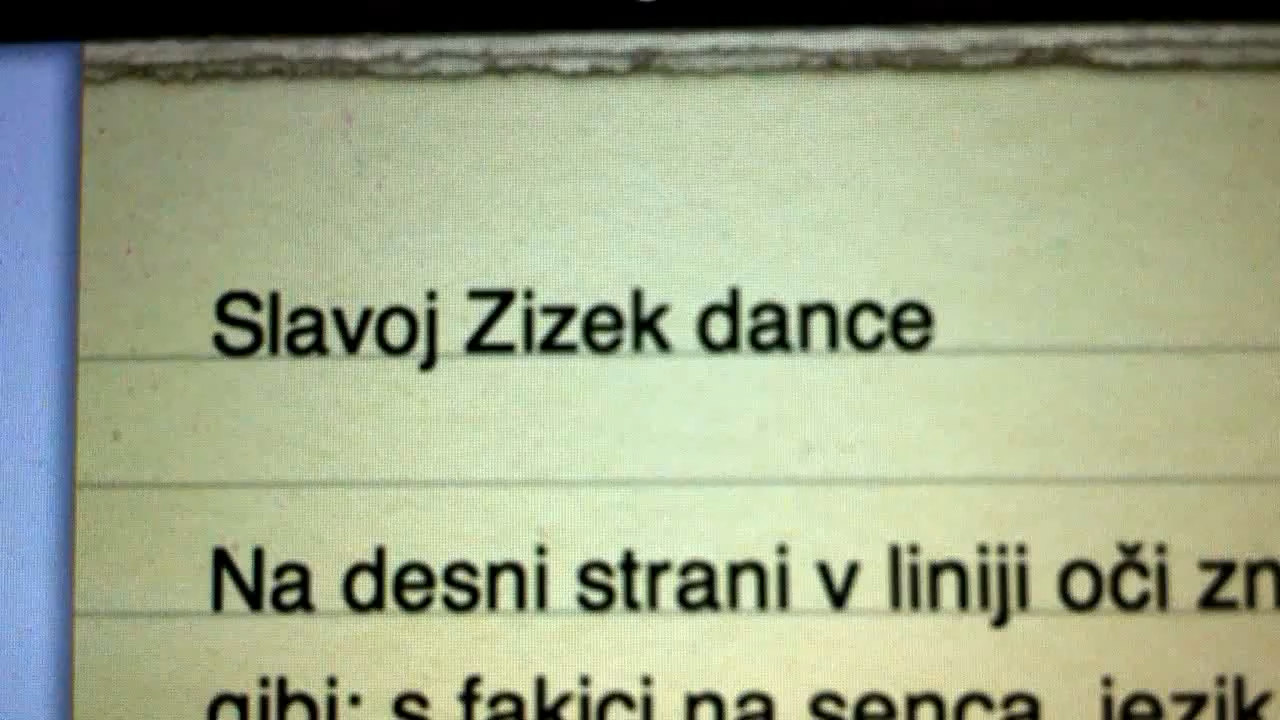 Slavoj Zizek dance
Na desni strani v liniji oči zn
gibi: s fakici na senca, jezik